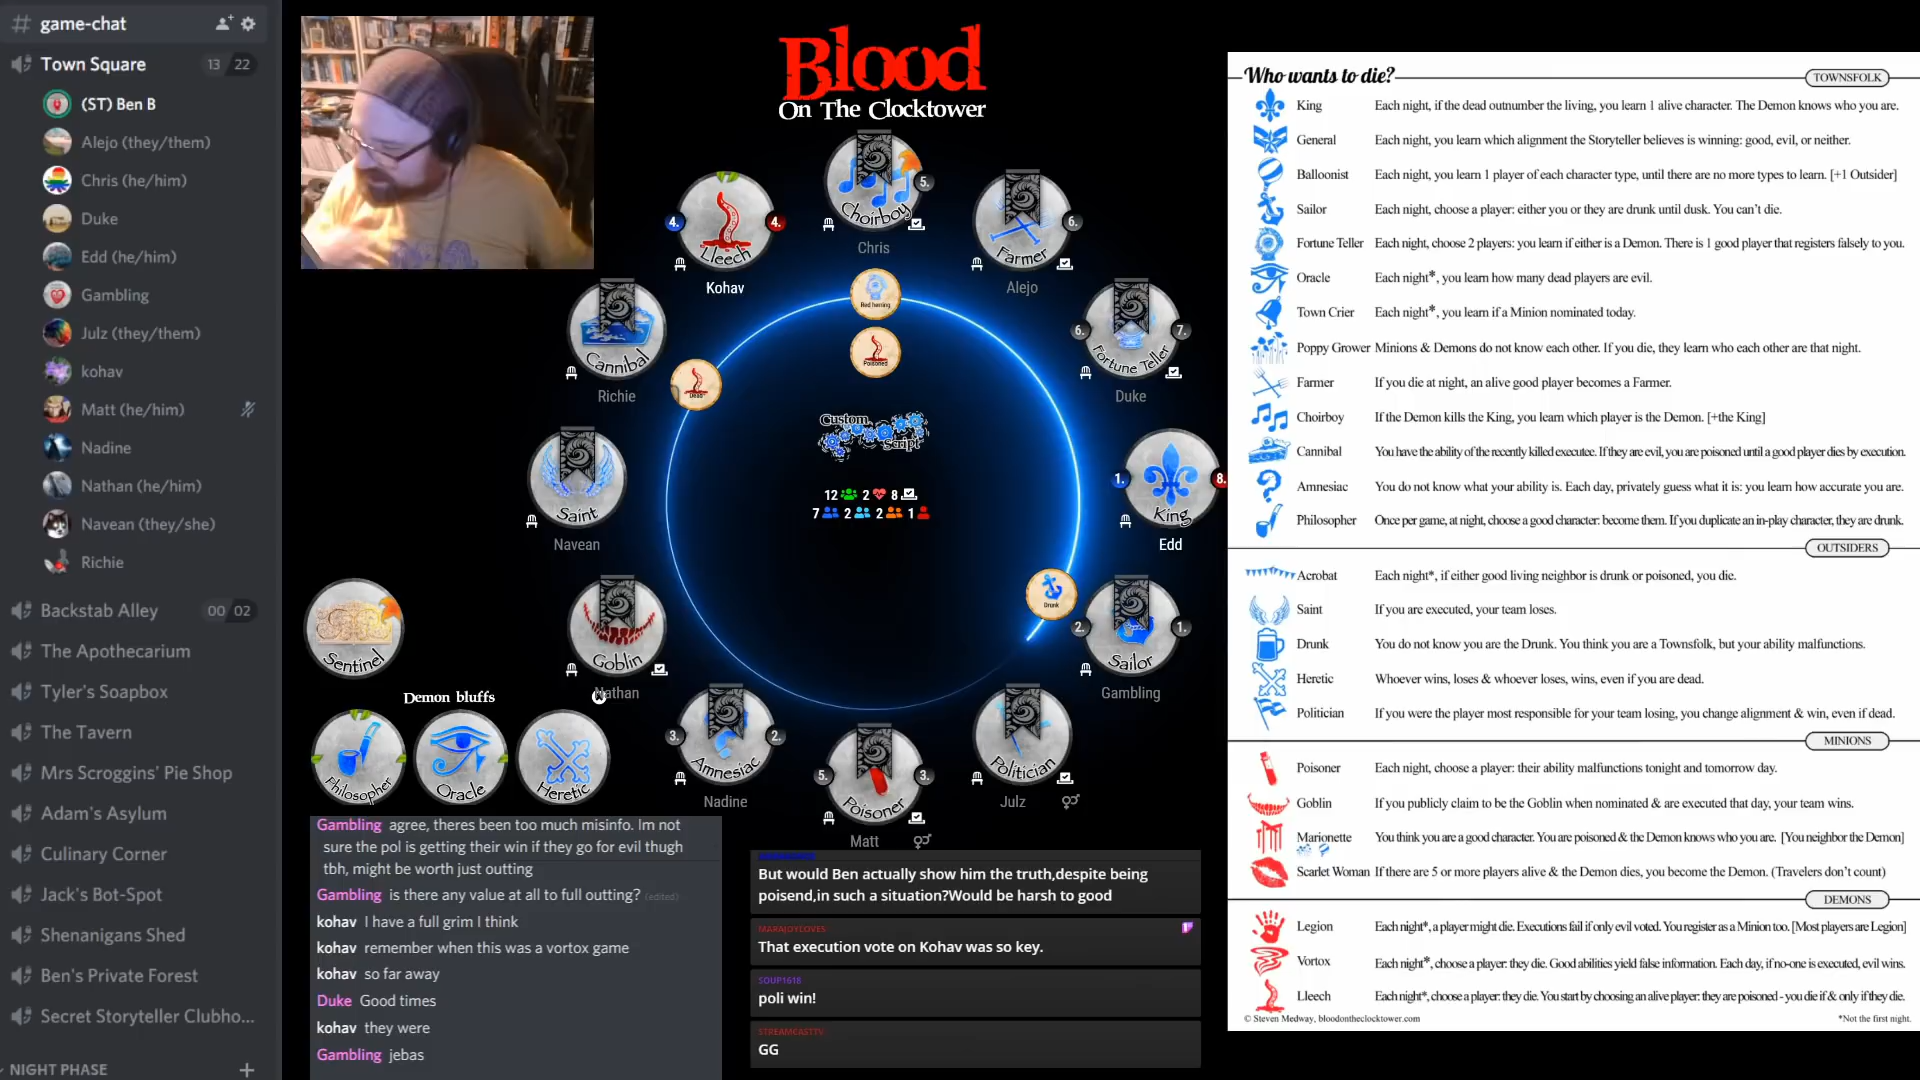 game-chat
Town Square 13 22
(ST) Ben B
Alejo (they/them)
Chris (he/him)
Duke
Edd (he/him)
Gambling
Julz (they/them)
kohav
Matt (he/him)
Nadine
Nathan (he/him)
Navean (they/she)
Richie
Backstab Alley 00 02
The Apothecarium
Tyler's Soapbox
The Tavern
Mrs Scroggins' Pie Shop
Adam's Asylum
Culinary Corner
Jack's Bot-Spot
Shenanigans Shed
Ben's Private Forest
Secret Storyteller Clubho...
NIGHT PHASE
Blood
On The Clocktower
Choirboy
5.
Chris
4.
Lleech
4.
Kohav
Farmer
6.
Alejo
Cannibal
Richie
6.
Fortune Teller
7.
Duke
Saint
Navean
1.
King
8.
Edd
Goblin
Nathan
2.
Sailor
1.
Gambling
3.
Amnesiac
2.
Nadine
5.
Poisoner
3.
Matt
Politician
Julz
Red herring
Poisoned
Dead
Drunk
Custom
Script
12 2 8
7 2 2 1
Sentinel
Demon bluffs
Philosopher
Oracle
Heretic
Gambling agree, theres been too much misinfo. Im not
sure the pol is getting their win if they go for evil thugh
tbh, might be worth just outting
Gambling is there any value at all to full outting? (edited)
kohav I have a full grim I think
kohav remember when this was a vortox game
kohav so far away
Duke Good times
kohav they were
Gambling jebas
But would Ben actually show him the truth,despite being
poisend,in such a situation?Would be harsh to good
MARAJOYLOVES
That execution vote on Kohav was so key.
SOUP1618
poli win!
STREAMCASTTV
GG
Who wants to die?
TOWNSFOLK
King Each night, if the dead outnumber the living, you learn 1 alive character. The Demon knows who you are.
General Each night, you learn which alignment the Storyteller believes is winning: good, evil, or neither.
Balloonist Each night, you learn 1 player of each character type, until there are no more types to learn. [+1 Outsider]
Sailor Each night, choose a player: either you or they are drunk until dusk. You can't die.
Fortune Teller Each night, choose 2 players: you learn if either is a Demon. There is 1 good player that registers falsely to you.
Oracle Each night*, you learn how many dead players are evil.
Town Crier Each night*, you learn if a Minion nominated today.
Poppy Grower Minions & Demons do not know each other. If you die, they learn who each other are that night.
Farmer If you die at night, an alive good player becomes a Farmer.
Choirboy If the Demon kills the King, you learn which player is the Demon. [+the King]
Cannibal You have the ability of the recently killed executee. If they are evil, you are poisoned until a good player dies by execution.
Amnesiac You do not know what your ability is. Each day, privately guess what it is: you learn how accurate you are.
Philosopher Once per game, at night, choose a good character: become them. If you duplicate an in-play character, they are drunk.
OUTSIDERS
Acrobat Each night*, if either good living neighbor is drunk or poisoned, you die.
Saint If you are executed, your team loses.
Drunk You do not know you are the Drunk. You think you are a Townsfolk, but your ability malfunctions.
Heretic Whoever wins, loses & whoever loses, wins, even if you are dead.
Politician If you were the player most responsible for your team losing, you change alignment & win, even if dead.
MINIONS
Poisoner Each night, choose a player: their ability malfunctions tonight and tomorrow day.
Goblin If you publicly claim to be the Goblin when nominated & are executed that day, your team wins.
Marionette You think you are a good character. You are poisoned & the Demon knows who you are. [You neighbor the Demon]
Scarlet Woman If there are 5 or more players alive & the Demon dies, you become the Demon. (Travelers don't count)
DEMONS
Legion Each night*, a player might die. Executions fail if only evil voted. You register as a Minion too. [Most players are Legion]
Vortox Each night*, choose a player: they die. Good abilities yield false information. Each day, if no-one is executed, evil wins.
Lleech Each night*, choose a player: they die. You start by choosing an alive player: they are poisoned - you die if & only if they die.
© Steven Medway, bloodontheclocktower.com *Not the first night.